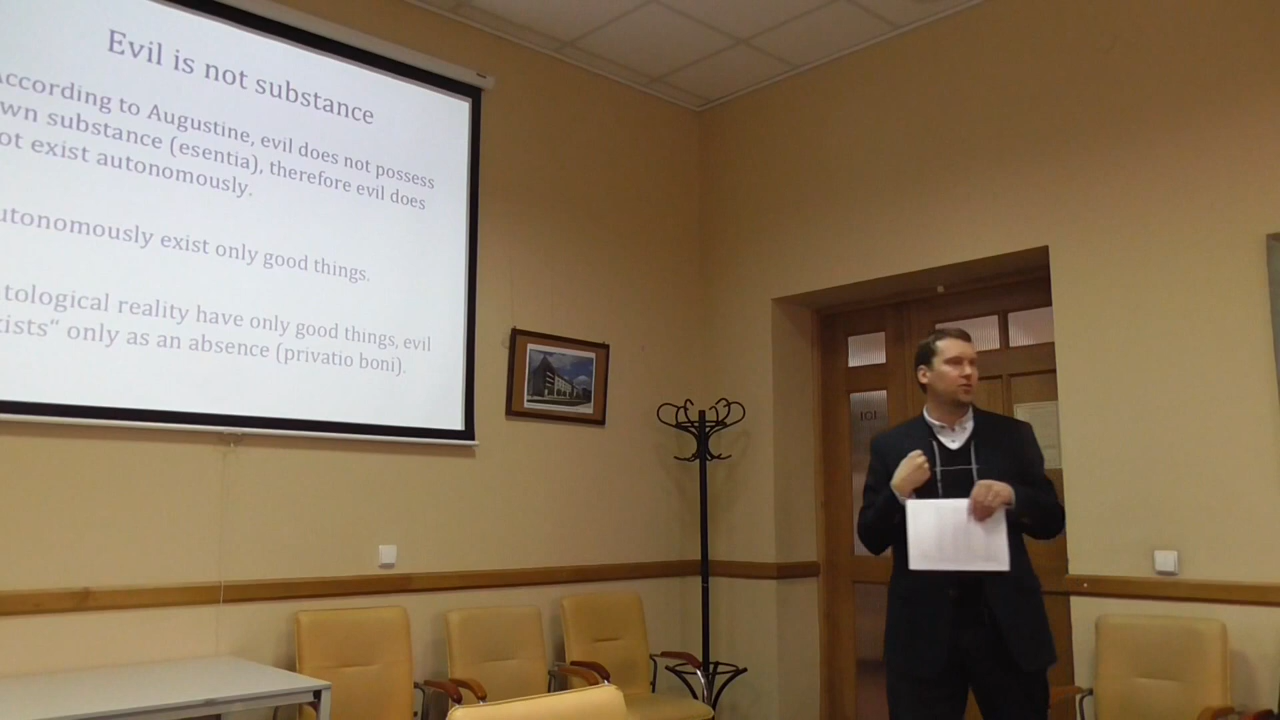 Evil is not substance
According to Augustine, evil does not possess
wn substance (esentia), therefore evil does
ot exist autonomously.
utonomously exist only good things.
tological reality have only good things, evil
ists“ only as an absence (privatio boni).
101